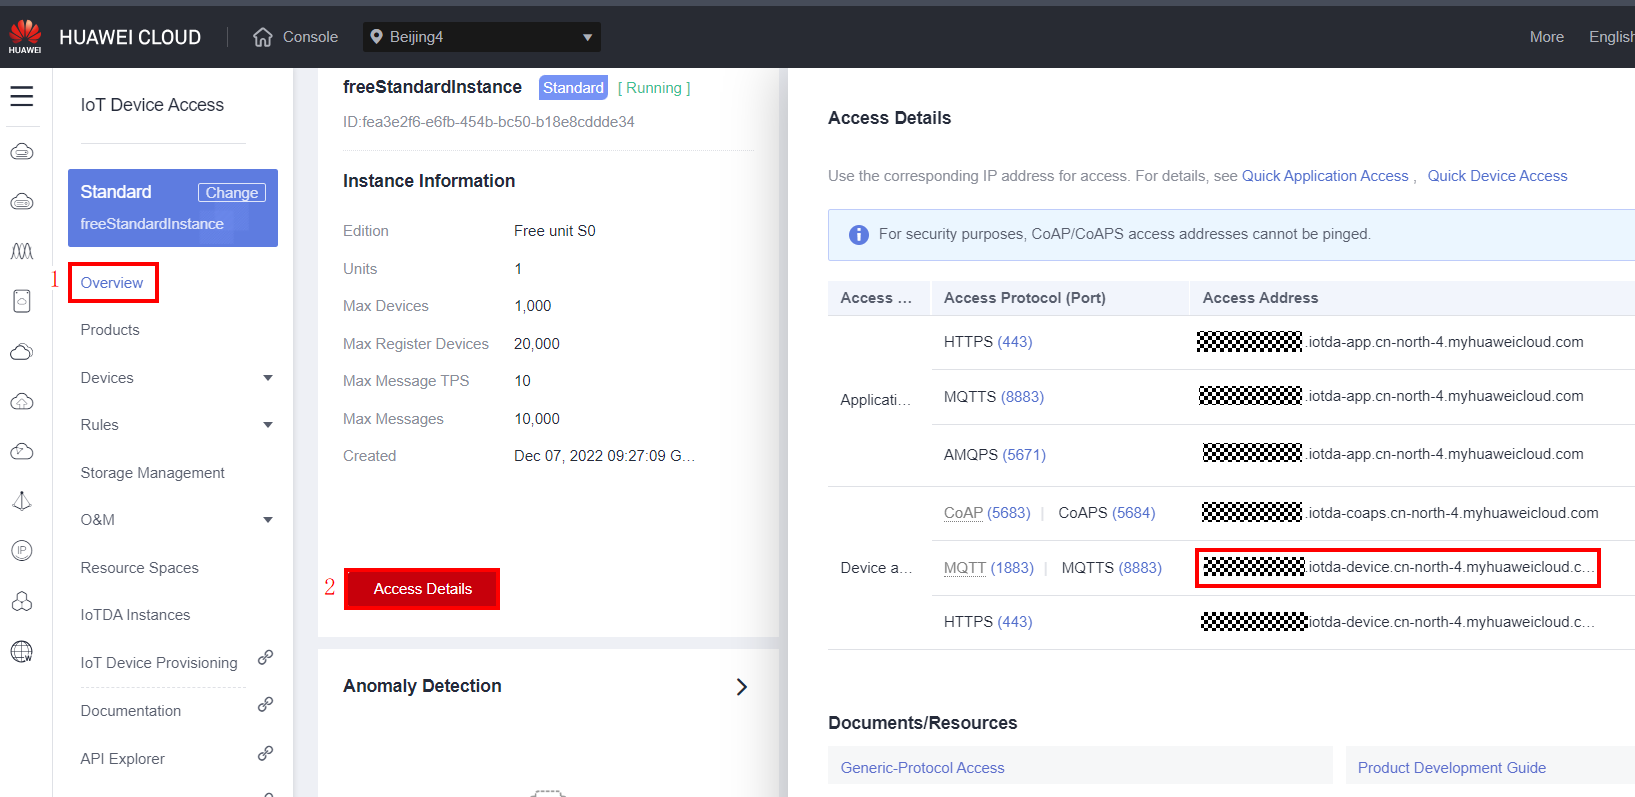 HUAWEI
HUAWEI CLOUD
Console
Beijing4
More
English
IoT Device Access
Standard
Change
freeStandardInstance
1
Overview
Products
Devices
Rules
Storage Management
O&M
Resource Spaces
IoTDA Instances
IoT Device Provisioning
Documentation
API Explorer
IP
W
freeStandardInstance Standard [ Running ]
ID:fea3e2f6-e6fb-454b-bc50-b18e8cddde34
Instance Information
Edition Free unit S0
Units 1
Max Devices 1,000
Max Register Devices 20,000
Max Message TPS 10
Max Messages 10,000
Created Dec 07, 2022 09:27:09 G...
2
Access Details
Anomaly Detection
Access Details
Use the corresponding IP address for access. For details, see Quick Application Access , Quick Device Access
For security purposes, CoAP/CoAPS access addresses cannot be pinged.
Access ... Access Protocol (Port) Access Address
Applicati...
HTTPS (443) .iotda-app.cn-north-4.myhuaweicloud.com
MQTTS (8883) .iotda-app.cn-north-4.myhuaweicloud.com
AMQPS (5671) .iotda-app.cn-north-4.myhuaweicloud.com
Device a...
CoAP (5683) | CoAPS (5684) .iotda-coaps.cn-north-4.myhuaweicloud.com
MQTT (1883) | MQTTS (8883) .iotda-device.cn-north-4.myhuaweicloud.c...
HTTPS (443) iotda-device.cn-north-4.myhuaweicloud.c...
Documents/Resources
Generic-Protocol Access
Product Development Guide